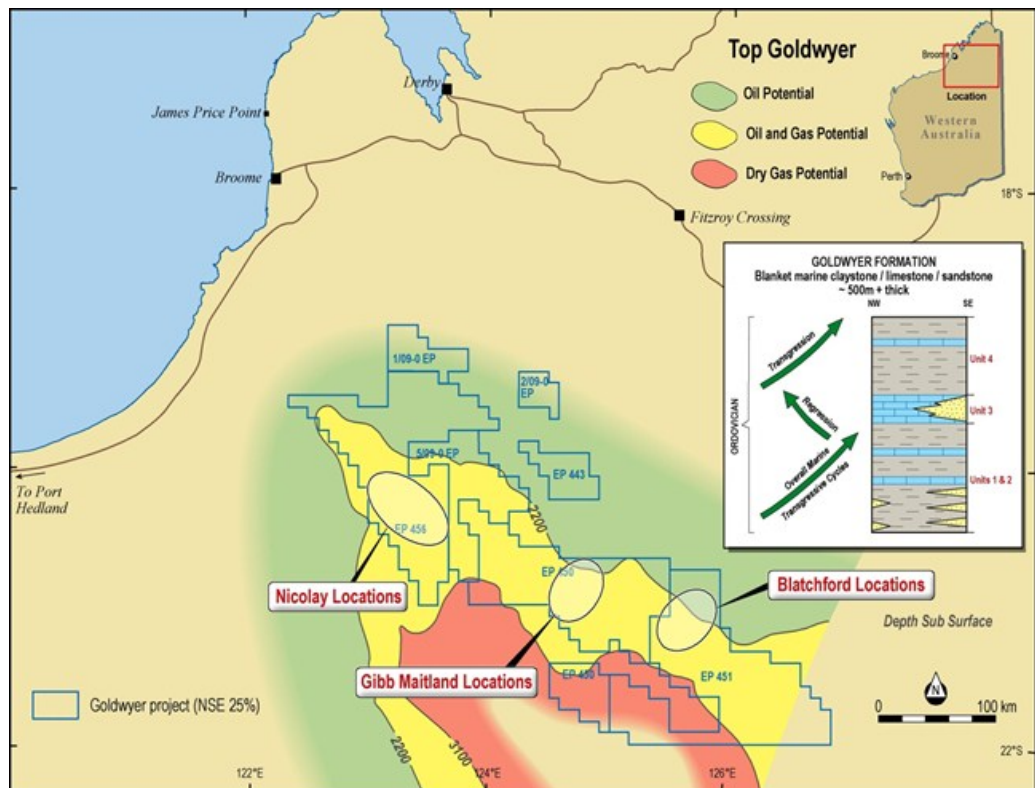 Top Goldwyer
Oil Potential
Oil and Gas Potential
Dry Gas Potential
Broome
Location
Western
Australia
Perth
Derby
James Price Point
Broome
Fitzroy Crossing
18°S
GOLDWYER FORMATION
Blanket marine claystone / limestone / sandstone
~ 500m + thick
NW
SE
ORDOVICIAN
Transgression
Regression
Overall Marine
Transgressive Cycles
Unit 4
Unit 3
Units 1 & 2
1/09-0 EP
2/09-0
EP
5/09-0 EP
EP 443
To Port
Hedland
2200
EP 456
EP 450
Nicolay Locations
Blatchford Locations
Gibb Maitland Locations
Depth Sub Surface
EP 450
EP 451
Goldwyer project (NSE 25%)
N
0
100 km
2200
3100
122°E
124°E
126°E
22°S